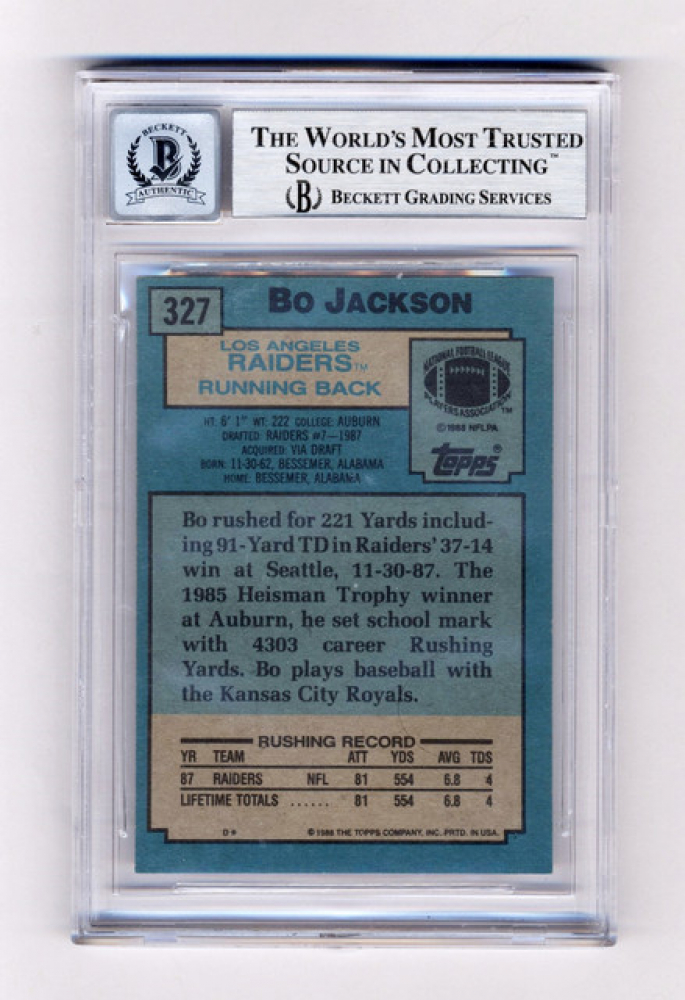 BECKETT
B
AUTHENTIC
THE WORLD'S MOST TRUSTED
SOURCE IN COLLECTING™
B BECKETT GRADING SERVICES
327
BO JACKSON
LOS ANGELES
RAIDERS™
RUNNING BACK
NATIONAL FOOTBALL LEAGUE
PLAYERS ASSOCIATION™
©1988 NFLPA
topps®
HT: 6' 1" WT: 222 COLLEGE: AUBURN
DRAFTED: RAIDERS #7—1987
ACQUIRED: VIA DRAFT
BORN: 11-30-62, BESSEMER, ALABAMA
HOME: BESSEMER, ALABAMA
Bo rushed for 221 Yards includ-
ing 91-Yard TD in Raiders' 37-14
win at Seattle, 11-30-87. The
1985 Heisman Trophy winner
at Auburn, he set school mark
with 4303 career Rushing
Yards. Bo plays baseball with
the Kansas City Royals.
RUSHING RECORD
YR TEAM ATT YDS AVG TDS
87 RAIDERS NFL 81 554 6.8 4
LIFETIME TOTALS ...... 81 554 6.8 4
D* ©1988 THE TOPPS COMPANY, INC. PRTD. IN USA.